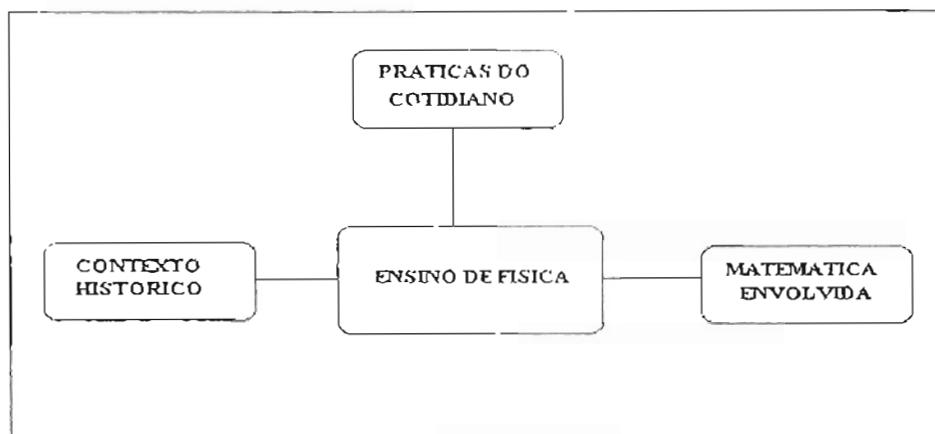 PRATICAS DO
COTIDIANO
CONTEXTO
HISTORICO
ENSINO DE FISICA
MATEMATICA
ENVOLVIDA